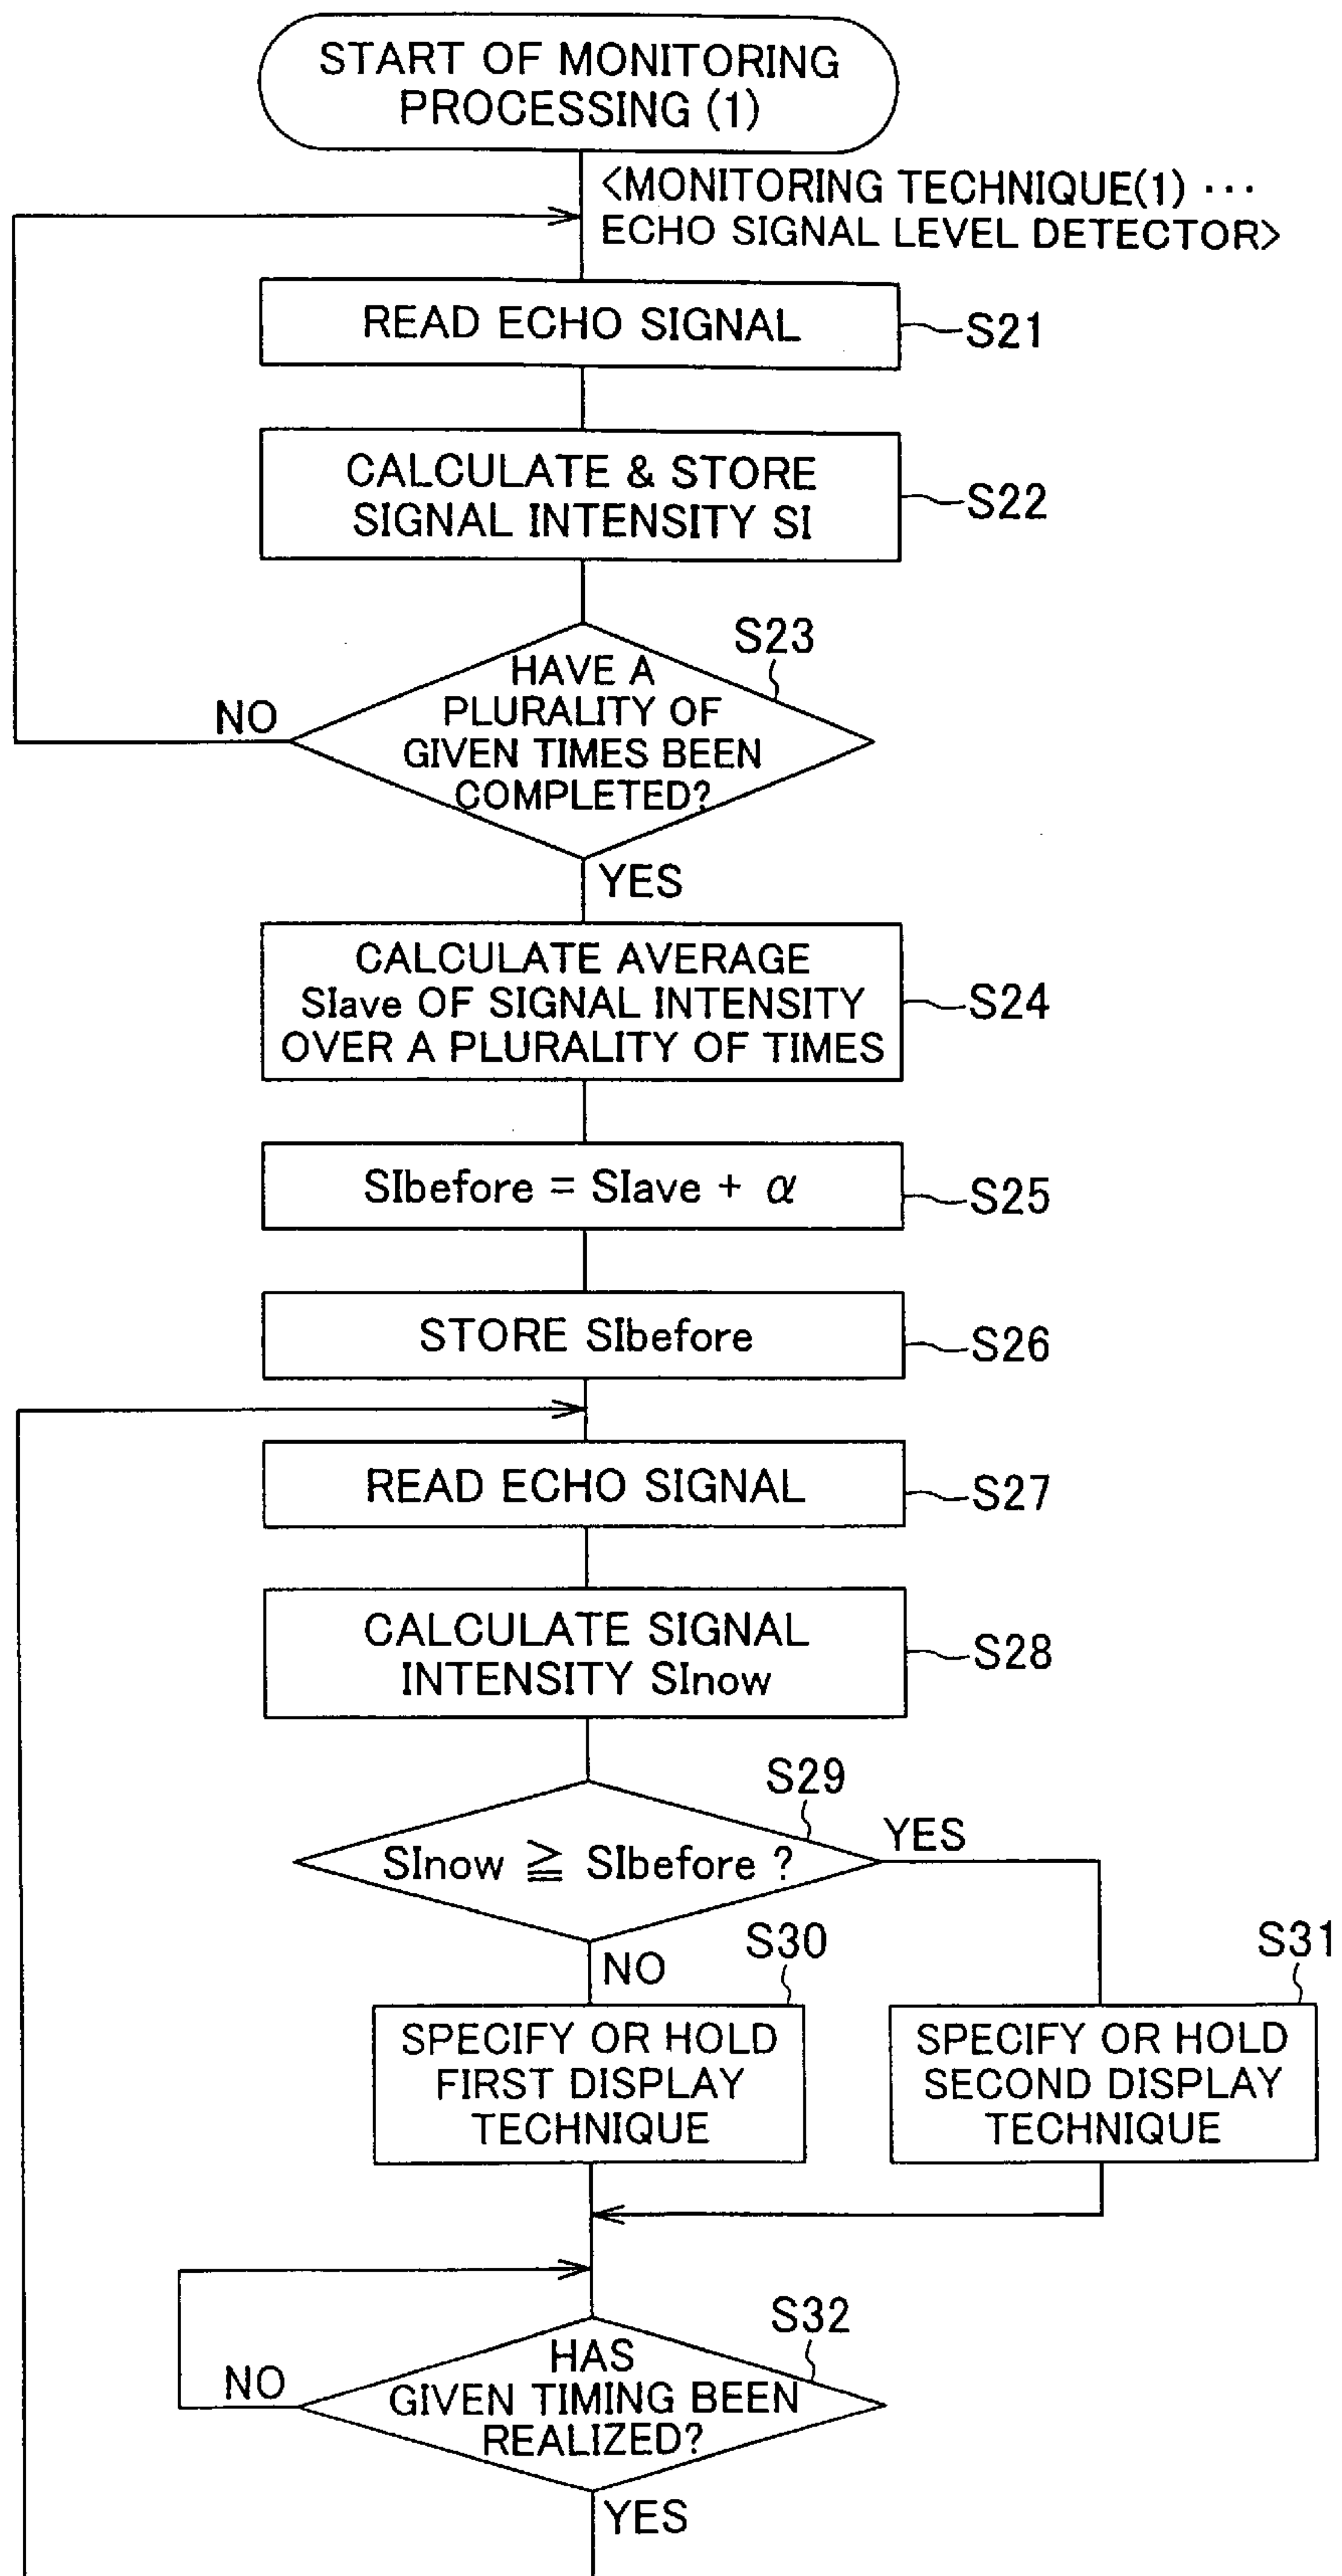 START OF MONITORING
PROCESSING (1)
<MONITORING TECHNIQUE(1) ···
ECHO SIGNAL LEVEL DETECTOR>
READ ECHO SIGNAL
S21
CALCULATE & STORE
SIGNAL INTENSITY SI
S22
S23
HAVE A
PLURALITY OF
GIVEN TIMES BEEN
COMPLETED?
NO
YES
CALCULATE AVERAGE
SIave OF SIGNAL INTENSITY
OVER A PLURALITY OF TIMES
S24
SIbefore = SIave + α
S25
STORE SIbefore
S26
READ ECHO SIGNAL
S27
CALCULATE SIGNAL
INTENSITY SInow
S28
S29
SInow ≧ SIbefore ?
YES
NO
S30
S31
SPECIFY OR HOLD
FIRST DISPLAY
TECHNIQUE
SPECIFY OR HOLD
SECOND DISPLAY
TECHNIQUE
S32
HAS
GIVEN TIMING BEEN
REALIZED?
NO
YES